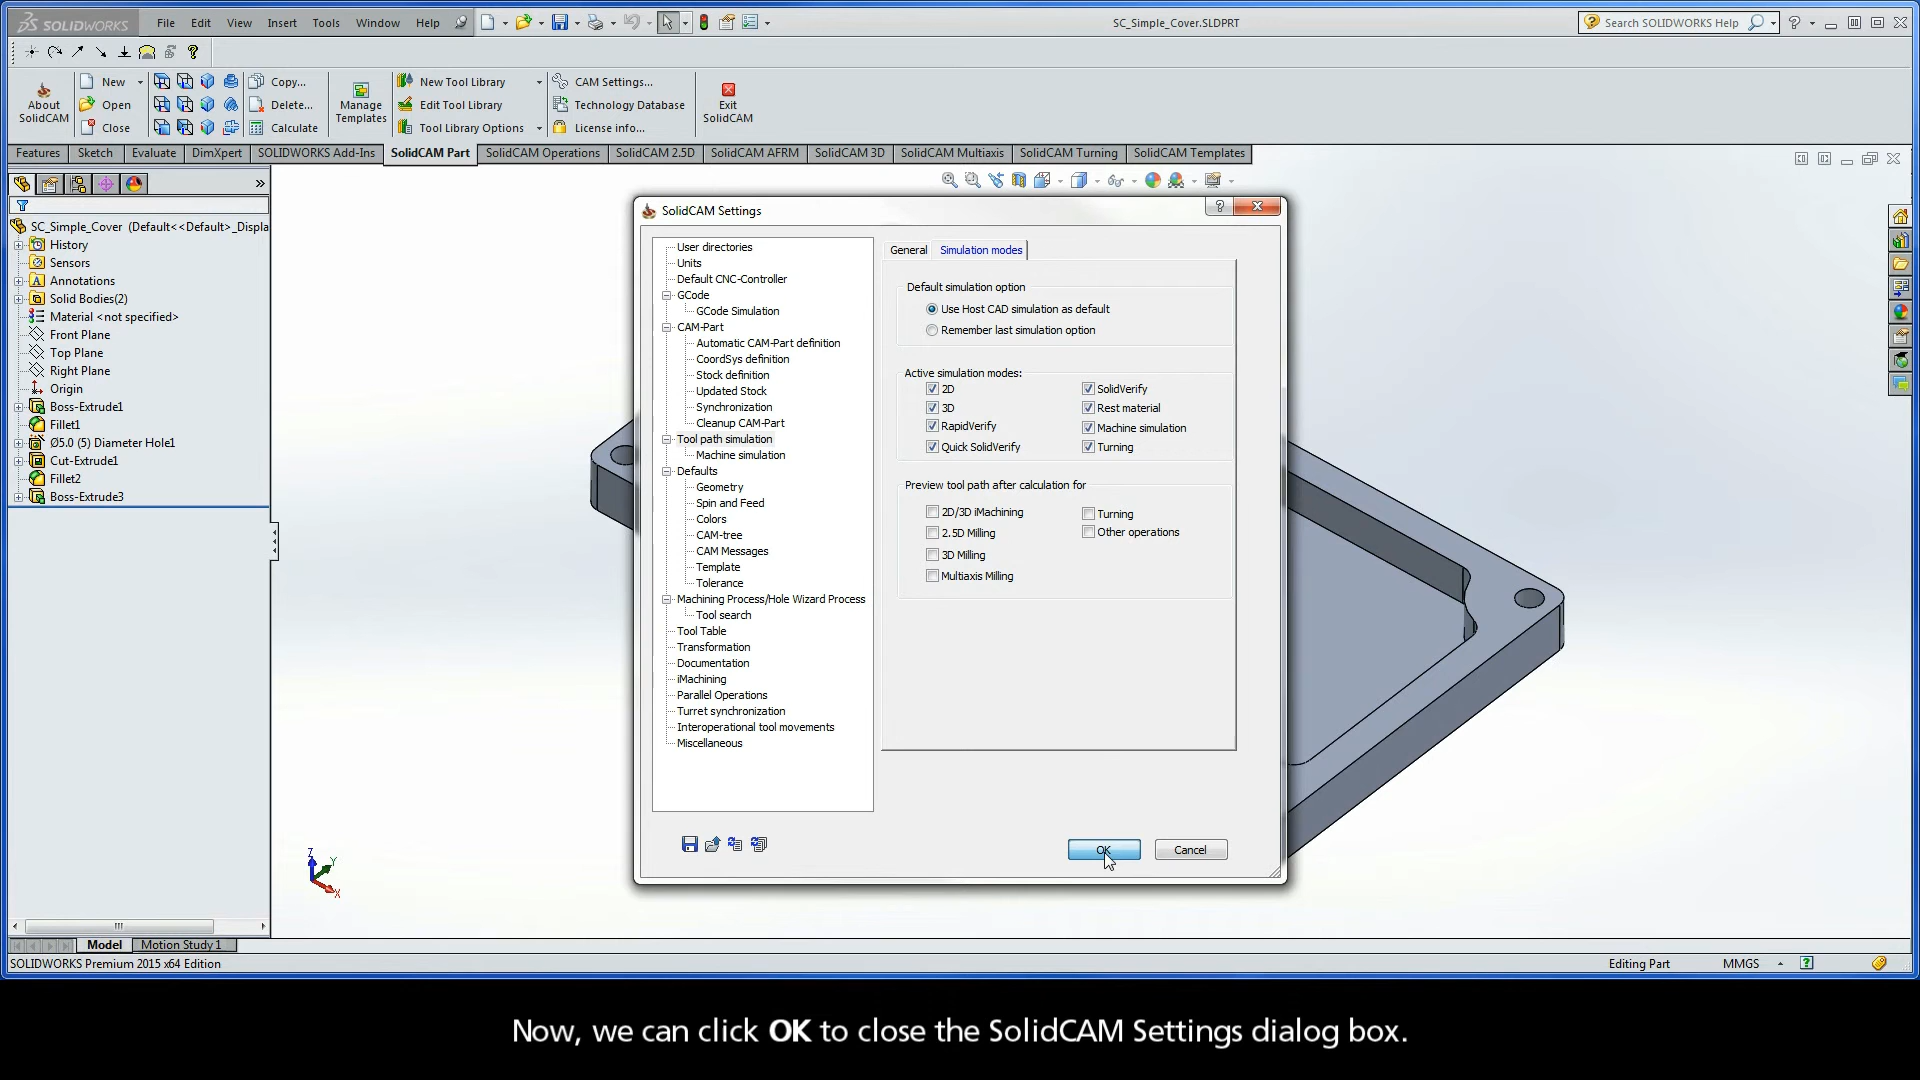 SOLIDWORKS File Edit View Insert Tools Window Help SC_Simple_Cover.SLDPRT Search SOLIDWORKS Help
About SolidCAM
New
Open
Close
Copy...
Delete...
Calculate
Manage Templates
New Tool Library
Edit Tool Library
Tool Library Options
CAM Settings...
Technology Database
License info...
Exit SolidCAM
Features Sketch Evaluate DimXpert SOLIDWORKS Add-Ins SolidCAM Part SolidCAM Operations SolidCAM 2.5D SolidCAM AFRM SolidCAM 3D SolidCAM Multiaxis SolidCAM Turning SolidCAM Templates
SC_Simple_Cover (Default<<Default>_Displa
History
Sensors
Annotations
Solid Bodies(2)
Material <not specified>
Front Plane
Top Plane
Right Plane
Origin
Boss-Extrude1
Fillet1
Ø5.0 (5) Diameter Hole1
Cut-Extrude1
Fillet2
Boss-Extrude3
SolidCAM Settings
User directories
Units
Default CNC-Controller
GCode
GCode Simulation
CAM-Part
Automatic CAM-Part definition
CoordSys definition
Stock definition
Updated Stock
Synchronization
Cleanup CAM-Part
Tool path simulation
Machine simulation
Defaults
Geometry
Spin and Feed
Colors
CAM-tree
CAM Messages
Template
Tolerance
Machining Process/Hole Wizard Process
Tool search
Tool Table
Transformation
Documentation
iMachining
Parallel Operations
Turret synchronization
Interoperational tool movements
Miscellaneous
General Simulation modes
Default simulation option
Use Host CAD simulation as default
Remember last simulation option
Active simulation modes:
2D SolidVerify
3D Rest material
RapidVerify Machine simulation
Quick SolidVerify Turning
Preview tool path after calculation for
2D/3D iMachining Turning
2.5D Milling Other operations
3D Milling
Multiaxis Milling
OK Cancel
Z
Y
X
Model Motion Study 1
SOLIDWORKS Premium 2015 x64 Edition Editing Part MMGS
Now, we can click OK to close the SolidCAM Settings dialog box.